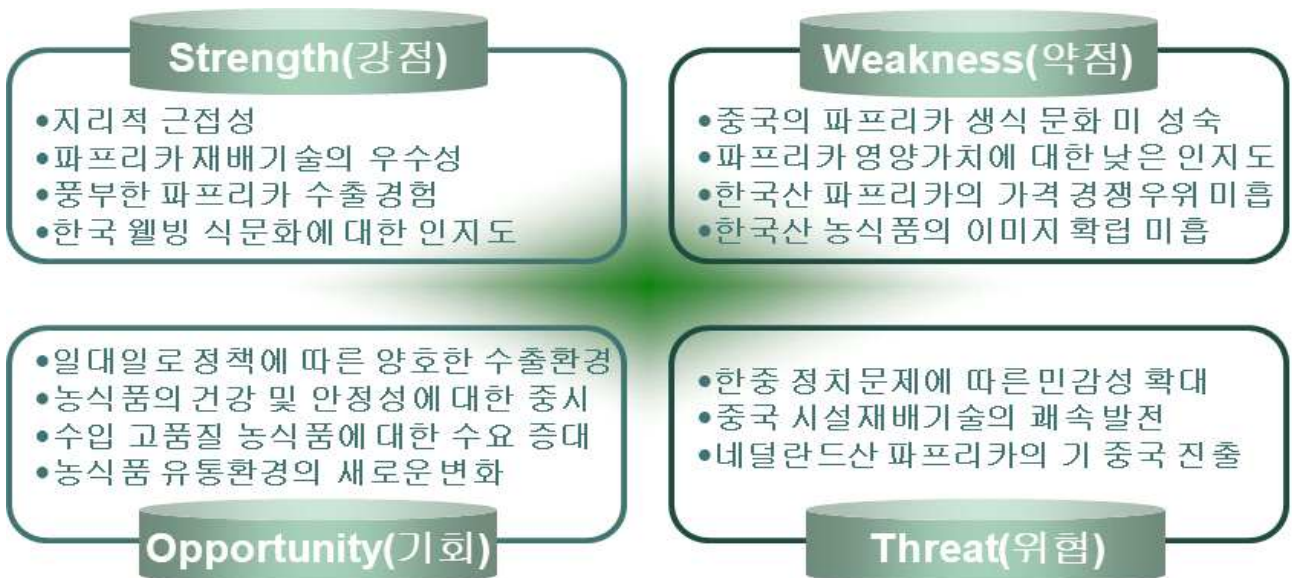 Strength(강점)
•지리적 근접성
•파프리카 재배기술의 우수성
•풍부한 파프리카 수출 경험
•한국 웰빙 식문화에 대한 인지도
Weakness(약점)
•중국의 파프리카 생식 문화 미 성숙
•파프리카 영양가치에 대한 낮은 인지도
•한국산 파프리카의 가격 경쟁우위 미흡
•한국산 농식품의 이미지 확립 미흡
•일대일로 정책에 따른 양호한 수출환경
•농식품의 건강 및 안정성에 대한 중시
•수입 고품질 농식품에 대한 수요 증대
•농식품 유통환경의 새로운 변화
Opportunity(기회)
•한중 정치문제에 따른 민감성 확대
•중국 시설재배기술의 쾌속 발전
•네덜란드산 파프리카의 기 중국 진출
Threat(위협)